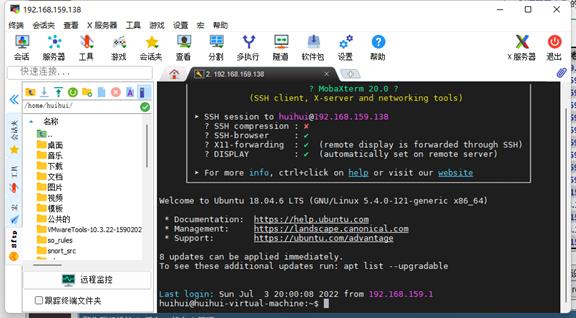 192.168.159.138
终端 会话夹 查看 X 服务器 工具 游戏 设置 宏 帮助
会话 服务器 工具 游戏 会话夹 查看 分割 多执行 隧道 软件包 设置 帮助 X 服务器 退出
快速连接...
2. 192.168.159.138
/home/huihui/
名称
..
桌面
音乐
下载
文档
图片
视频
模板
公共的
VMwareTools-10.3.22-1590202
so_rules
snort_src
会话夹
工具
宏
Sftp
远程监控
跟踪终端文件夹
? MobaXterm 20.0 ?
(SSH client, X-server and networking tools)
➤ SSH session to huihui@192.168.159.138
? SSH compression : ✘
? SSH-browser : ✔
? X11-forwarding : ✔ (remote display is forwarded through SSH)
? DISPLAY : ✔ (automatically set on remote server)
➤ For more info, ctrl+click on help or visit our website
Welcome to Ubuntu 18.04.6 LTS (GNU/Linux 5.4.0-121-generic x86_64)
* Documentation: https://help.ubuntu.com
* Management: https://landscape.canonical.com
* Support: https://ubuntu.com/advantage
8 updates can be applied immediately.
To see these additional updates run: apt list --upgradable
Last login: Sun Jul 3 20:00:08 2022 from 192.168.159.1
huihui@huihui-virtual-machine:~$